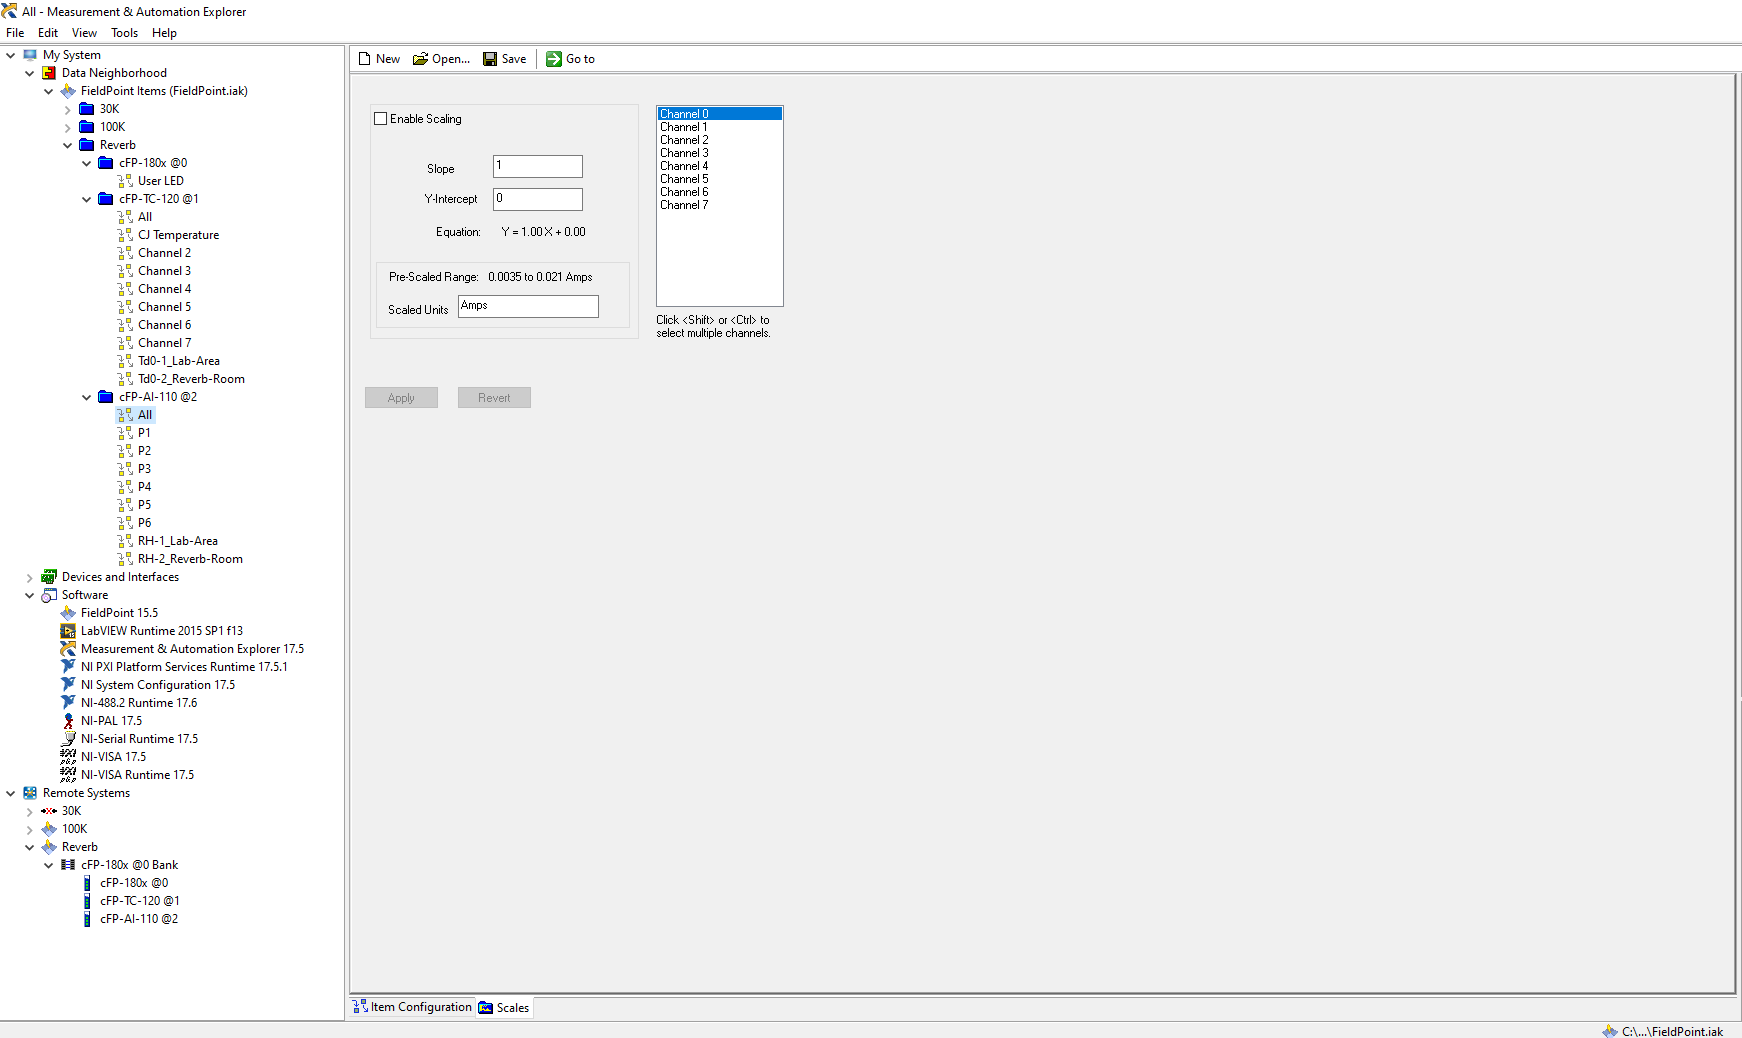 All - Measurement & Automation Explorer
File Edit View Tools Help
My System
Data Neighborhood
FieldPoint Items (FieldPoint.iak)
30K
100K
Reverb
cFP-180x @0
User LED
cFP-TC-120 @1
All
CJ Temperature
Channel 2
Channel 3
Channel 4
Channel 5
Channel 6
Channel 7
Td0-1_Lab-Area
Td0-2_Reverb-Room
cFP-AI-110 @2
All
P1
P2
P3
P4
P5
P6
RH-1_Lab-Area
RH-2_Reverb-Room
Devices and Interfaces
Software
FieldPoint 15.5
LabVIEW Runtime 2015 SP1 f13
Measurement & Automation Explorer 17.5
NI PXI Platform Services Runtime 17.5.1
NI System Configuration 17.5
NI-488.2 Runtime 17.6
NI-PAL 17.5
NI-Serial Runtime 17.5
NI-VISA 17.5
NI-VISA Runtime 17.5
Remote Systems
30K
100K
Reverb
cFP-180x @0 Bank
cFP-180x @0
cFP-TC-120 @1
cFP-AI-110 @2
New Open... Save Go to
Enable Scaling
Slope 1
Y-Intercept 0
Equation: Y = 1.00 X + 0.00
Pre-Scaled Range: 0.0035 to 0.021 Amps
Scaled Units Amps
Channel 0
Channel 1
Channel 2
Channel 3
Channel 4
Channel 5
Channel 6
Channel 7
Click <Shift> or <Ctrl> to
select multiple channels.
Apply Revert
Item Configuration Scales
C:\...\FieldPoint.iak